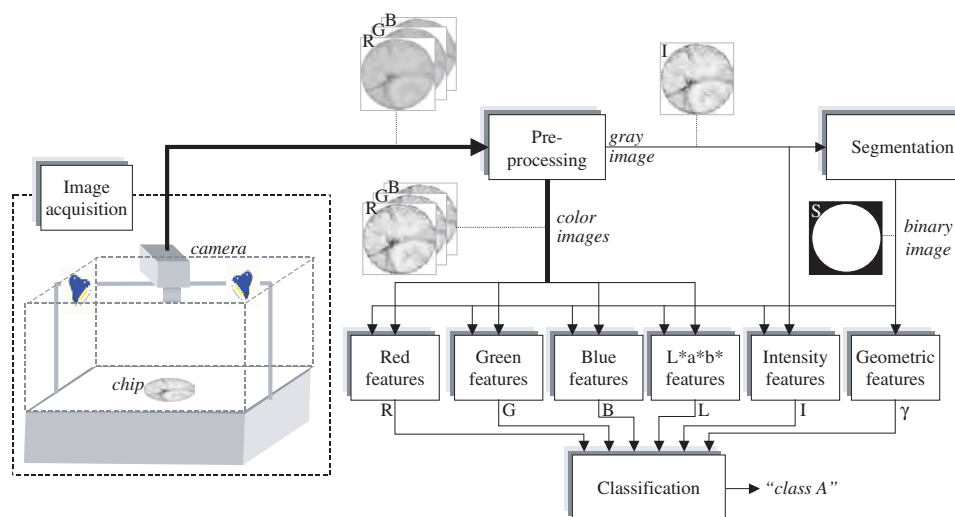 B
G
R
I
Pre-
processing
gray
image
Segmentation
Image
acquisition
B
G
R
color
images
S
binary
image
camera
chip
Red
features
Green
features
Blue
features
L*a*b*
features
Intensity
features
Geometric
features
R
G
B
L
I
γ
Classification
“class A”